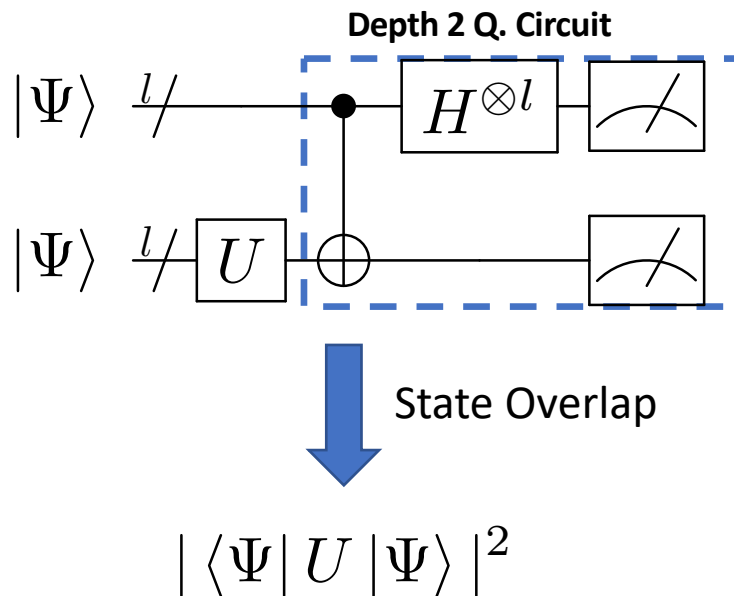 Depth 2 Q. Circuit
|Ψ⟩ l H⊗l
|Ψ⟩ l U
State Overlap
|⟨Ψ|U|Ψ⟩|²